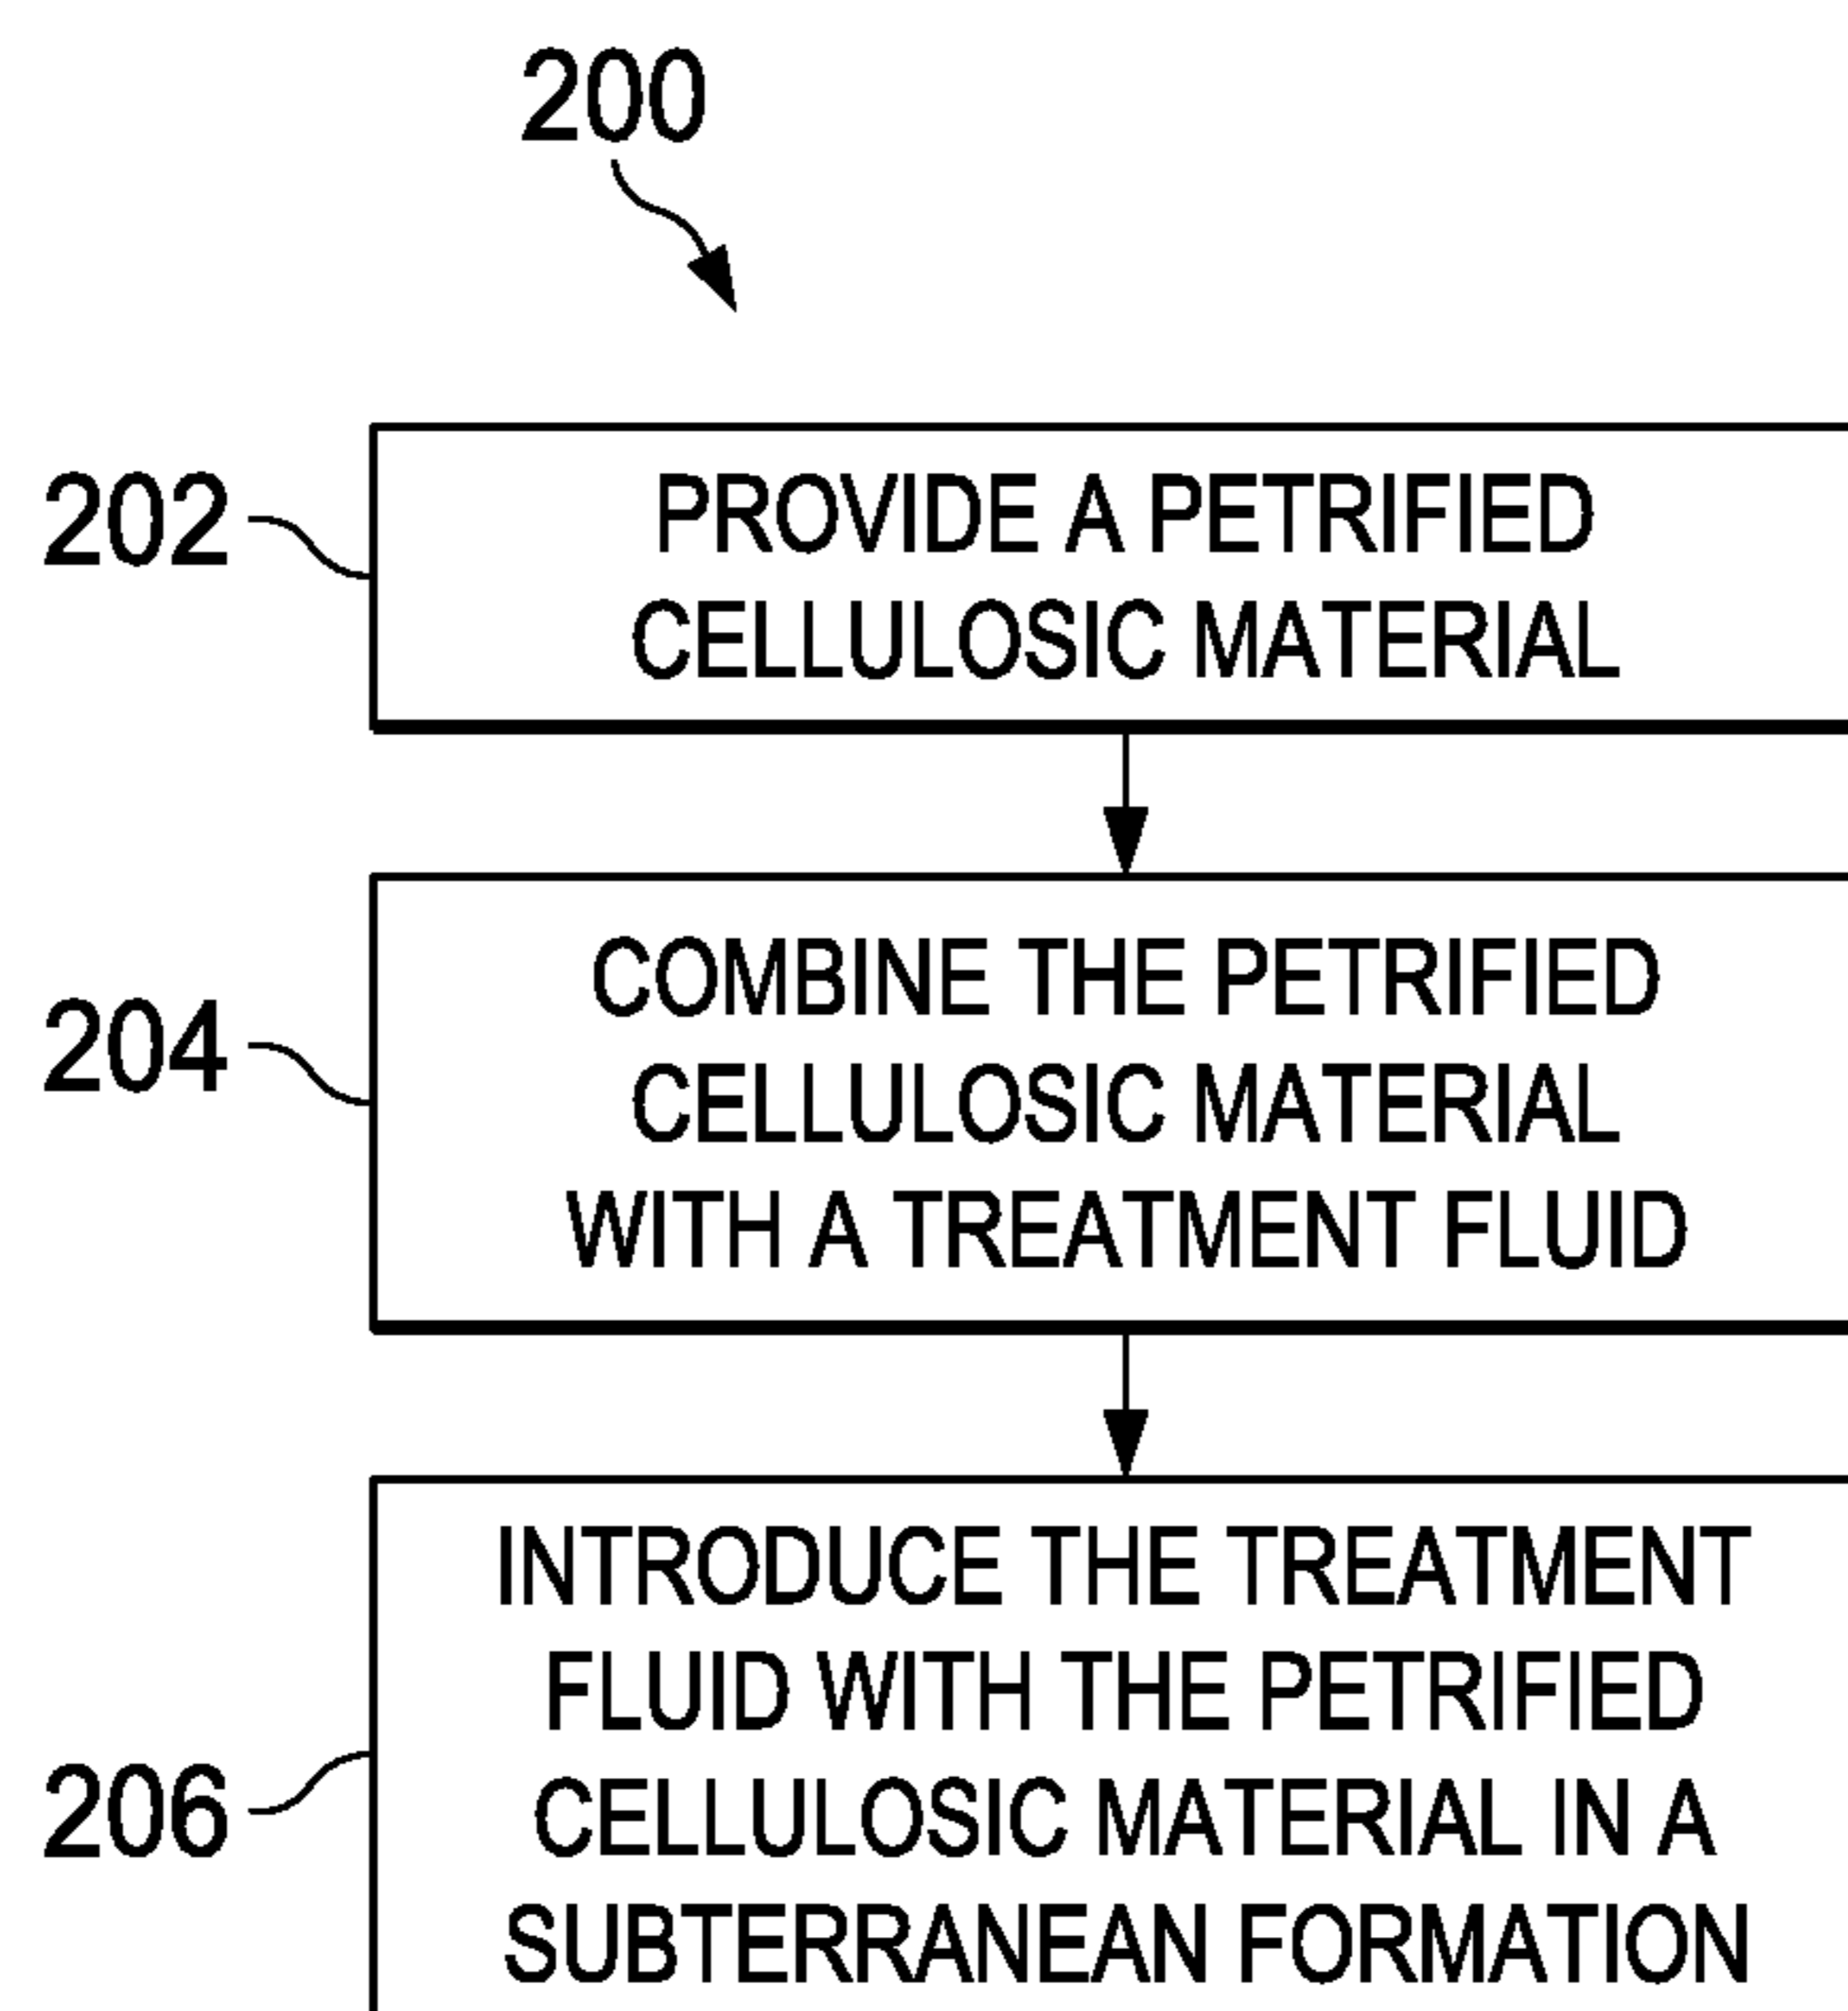 200
202
PROVIDE A PETRIFIED
CELLULOSIC MATERIAL
204
COMBINE THE PETRIFIED
CELLULOSIC MATERIAL
WITH A TREATMENT FLUID
206
INTRODUCE THE TREATMENT
FLUID WITH THE PETRIFIED
CELLULOSIC MATERIAL IN A
SUBTERRANEAN FORMATION